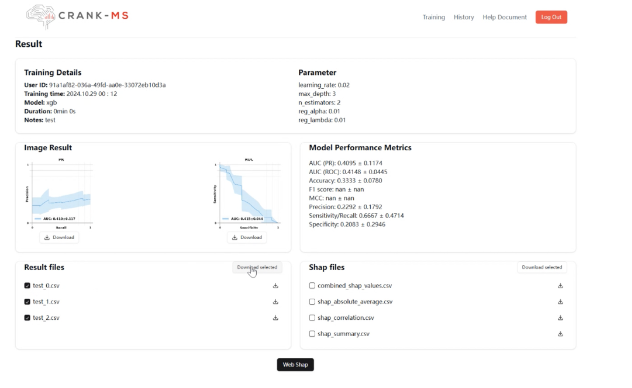 CRANK-MS
Training History Help Document Log Out
Result
Training Details
User ID: 91a1af82-036a-49fd-aa0e-33072eb10d3a
Training time: 2024.10.29 00 : 12
Model: xgb
Duration: 0min 0s
Notes: test
Parameter
learning_rate: 0.02
max_depth: 3
n_estimators: 2
reg_alpha: 0.01
reg_lambda: 0.01
Image Result
PR
Precision
Recall
Download
Sensitivity
Specificity
Download
Model Performance Metrics
AUC (PR): 0.4095 ± 0.1174
AUC (ROC): 0.4148 ± 0.0445
Accuracy: 0.3333 ± 0.0780
F1 score: nan ± nan
MCC: nan ± nan
Precision: 0.2292 ± 0.1792
Sensitivity/Recall: 0.6667 ± 0.4714
Specificity: 0.2083 ± 0.2946
Result files Download selected
test_0.csv
test_1.csv
test_2.csv
Shap files Download selected
combined_shap_values.csv
shap_absolute_average.csv
shap_correlation.csv
shap_summary.csv
Web Shap